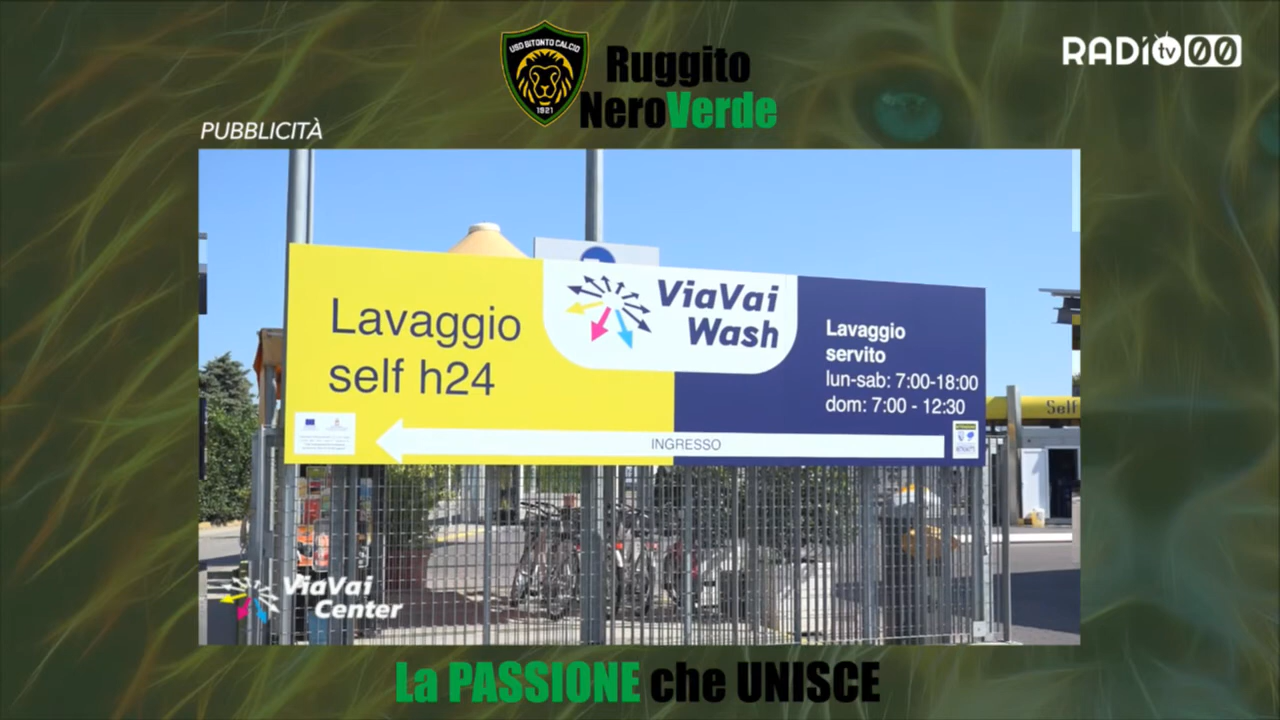 USD BITONTO CALCIO
1921
Ruggito
NeroVerde
RADIO tv 00
PUBBLICITÀ
Lavaggio
self h24
ViaVai
Wash
Lavaggio
servito
lun-sab: 7:00-18:00
dom: 7:00 - 12:30
INGRESSO
Self
ViaVai
Center
La PASSIONE che UNISCE